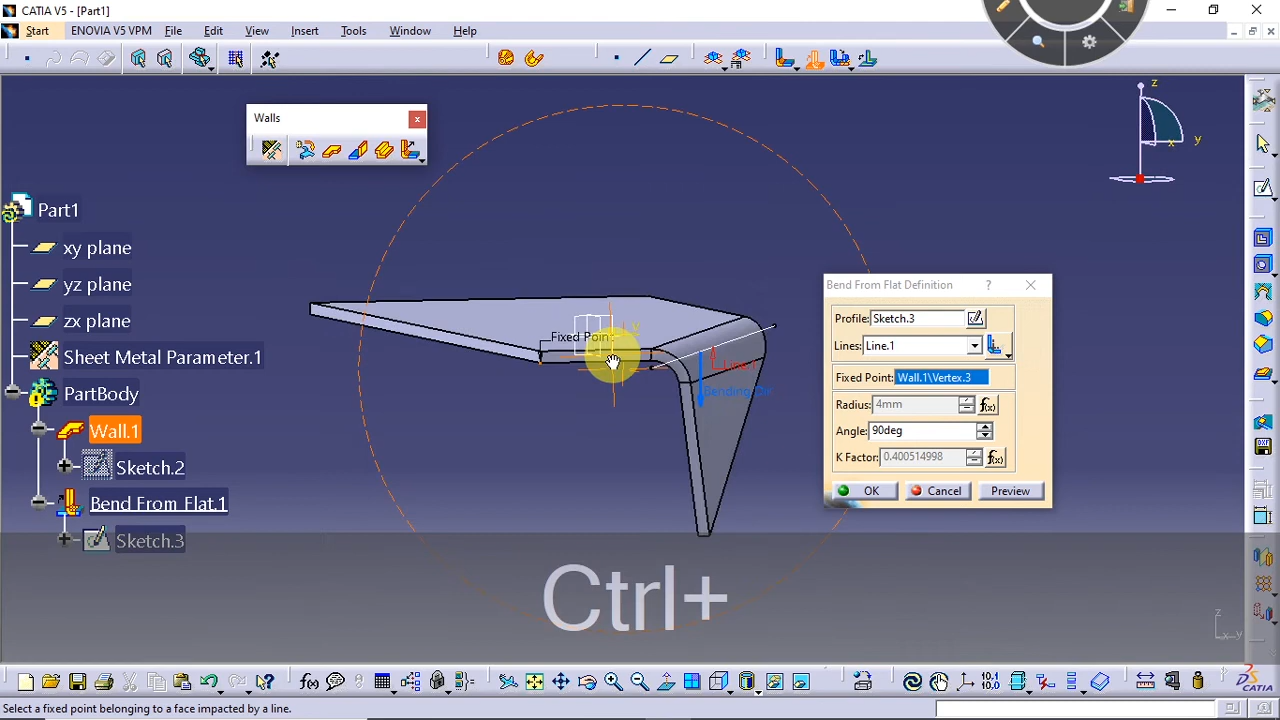 CATIA V5 - [Part1]
Start ENOVIA V5 VPM File Edit View Insert Tools Window Help
Walls
z
y
x
Part1
xy plane
yz plane
zx plane
Sheet Metal Parameter.1
PartBody
Wall.1
Sketch.2
Bend From Flat.1
Sketch.3
Fixed Point
Line.1
Bend From Flat Definition ? X
Profile: Sketch.3
Lines: Line.1
Fixed Point: Wall.1\Vertex.3
Radius: 4mm
Angle: 90deg
K Factor: 0.400514998
OK Cancel Preview
Ctrl+
z
x y
Select a fixed point belonging to a face impacted by a line.
CATIA